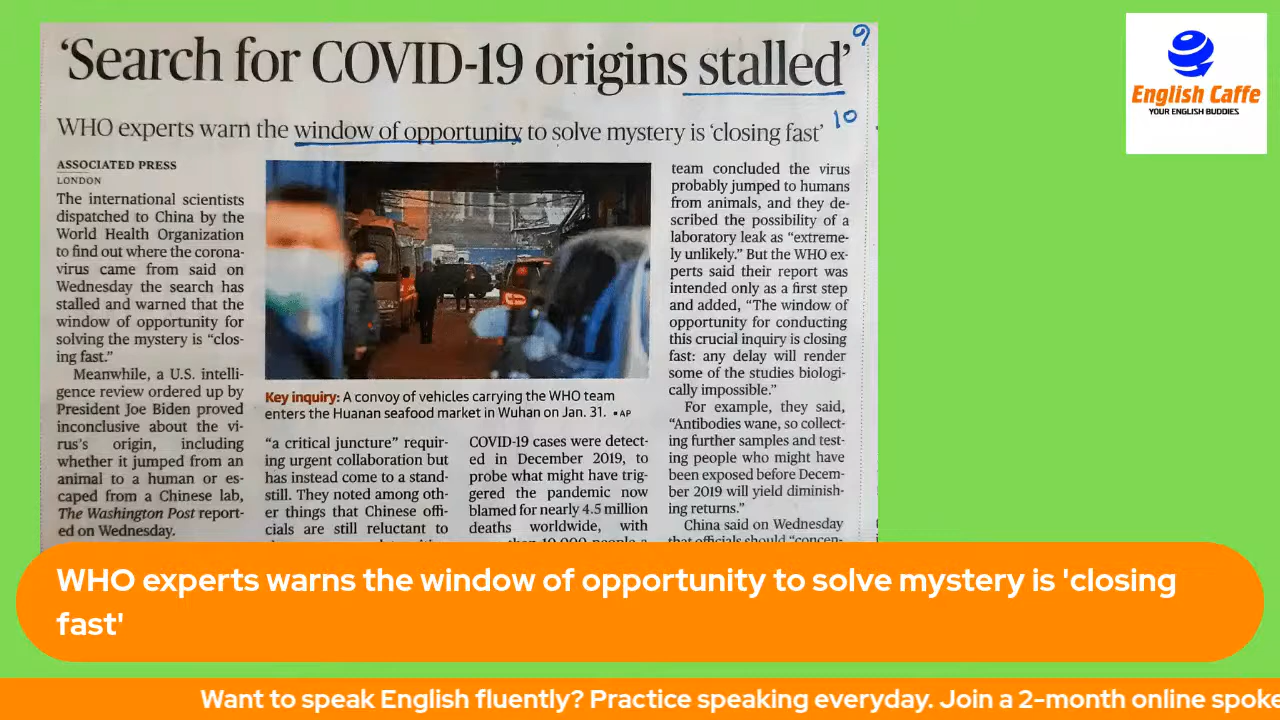 'Search for COVID-19 origins stalled'
9
WHO experts warn the window of opportunity to solve mystery is 'closing fast'
10
ASSOCIATED PRESS
LONDON
The international scientists
dispatched to China by the
World Health Organization
to find out where the corona-
virus came from said on
Wednesday the search has
stalled and warned that the
window of opportunity for
solving the mystery is "clos-
ing fast."
Meanwhile, a U.S. intelli-
gence review ordered up by
President Joe Biden proved
inconclusive about the vi-
rus's origin, including
whether it jumped from an
animal to a human or es-
caped from a Chinese lab,
The Washington Post report-
ed on Wednesday.
Key inquiry: A convoy of vehicles carrying the WHO team
enters the Huanan seafood market in Wuhan on Jan. 31. •AP
"a critical juncture" requir-
ing urgent collaboration but
has instead come to a stand-
still. They noted among oth-
er things that Chinese offi-
cials are still reluctant to
COVID-19 cases were detect-
ed in December 2019, to
probe what might have trig-
gered the pandemic now
blamed for nearly 4.5 million
deaths worldwide, with
than 10,000 people a
team concluded the virus
probably jumped to humans
from animals, and they de-
scribed the possibility of a
laboratory leak as "extreme-
ly unlikely." But the WHO ex-
perts said their report was
intended only as a first step
and added, "The window of
opportunity for conducting
this crucial inquiry is closing
fast: any delay will render
some of the studies biologi-
cally impossible."
For example, they said,
"Antibodies wane, so collect-
ing further samples and test-
ing people who might have
been exposed before Decem-
ber 2019 will yield diminish-
ing returns."
China said on Wednesday
that officials should "concen-
English Caffe
YOUR ENGLISH BUDDIES
WHO experts warns the window of opportunity to solve mystery is 'closing
fast'
Want to speak English fluently? Practice speaking everyday. Join a 2-month online spoke